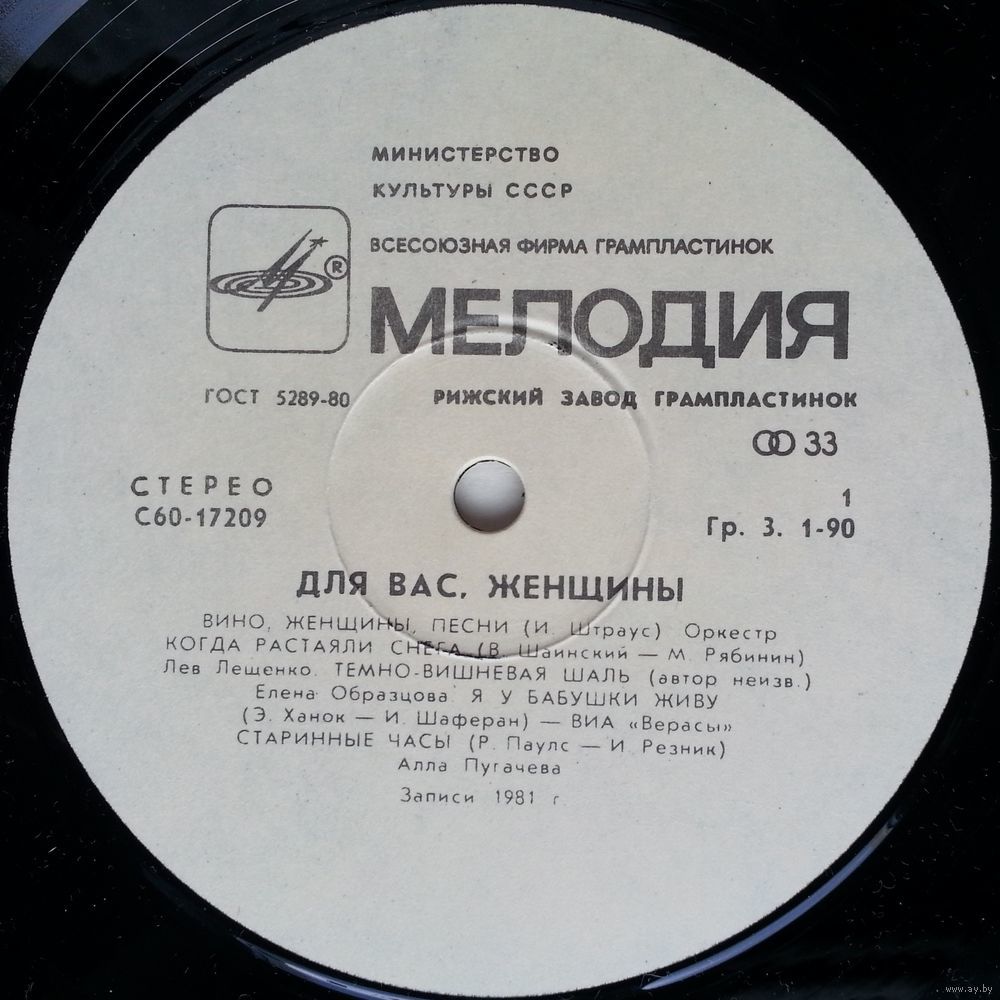 МИНИСТЕРСТВО
КУЛЬТУРЫ СССР
ВСЕСОЮЗНАЯ ФИРМА ГРАМПЛАСТИНОК
®
МЕЛОДИЯ
ГОСТ 5289-80
РИЖСКИЙ ЗАВОД ГРАМПЛАСТИНОК
33
СТЕРЕО
С60-17209
1
Гр. 3. 1-90
ДЛЯ ВАС, ЖЕНЩИНЫ
ВИНО, ЖЕНЩИНЫ, ПЕСНИ (И. Штраус) Оркестр
КОГДА РАСТАЯЛИ СНЕГА (В. Шаинский — М. Рябинин)
Лев Лещенко. ТЕМНО-ВИШНЕВАЯ ШАЛЬ (автор неизв.)
Елена Образцова. Я У БАБУШКИ ЖИВУ
(Э. Ханок — И. Шаферан) — ВИА «Верасы»
СТАРИННЫЕ ЧАСЫ (Р. Паулс — И. Резник)
Алла Пугачева
Записи 1981 г
www.ay.by